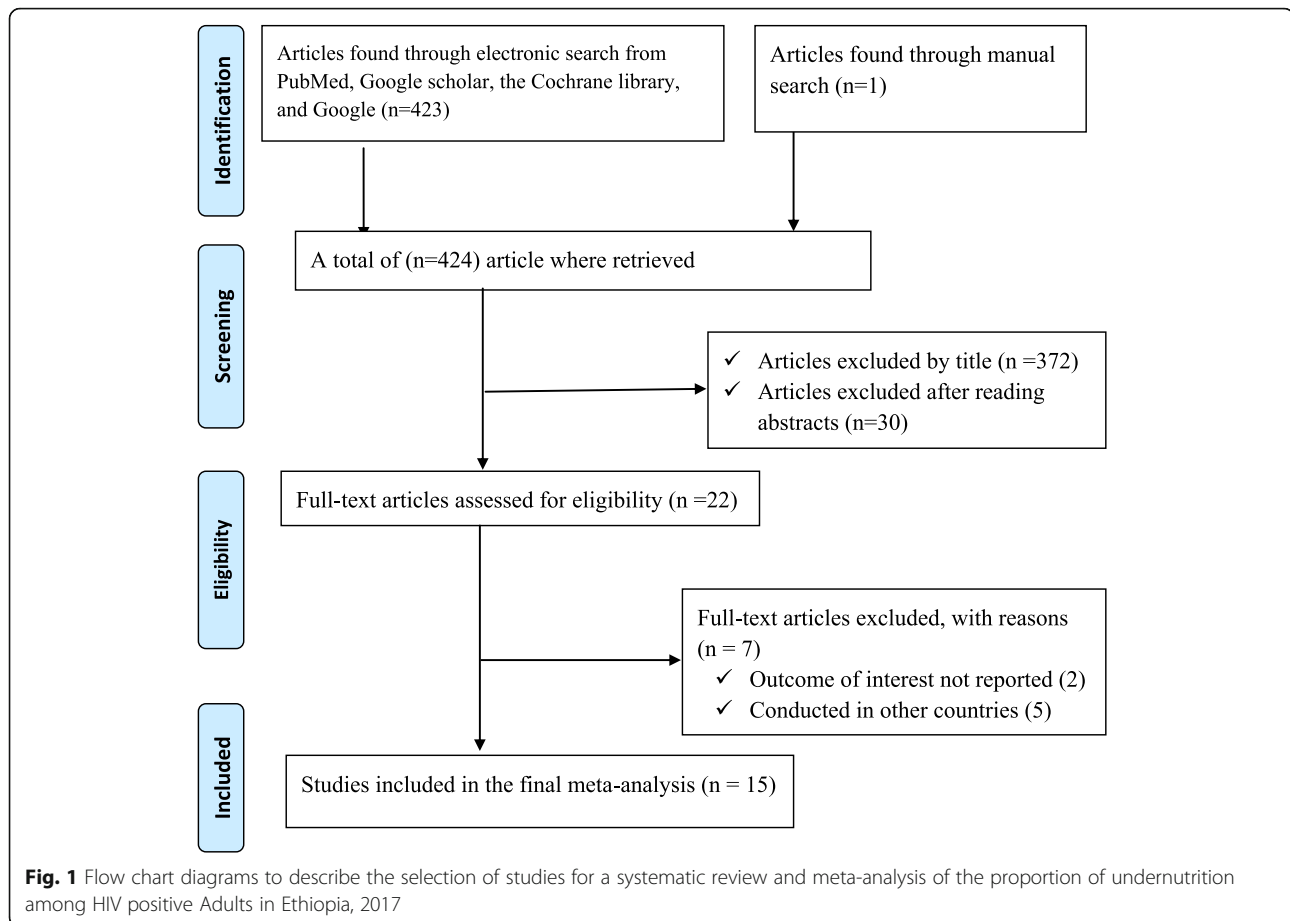 Identification
Articles found through electronic search from
PubMed, Google scholar, the Cochrane library,
and Google (n=423)
Articles found through manual
search (n=1)
Screening
A total of (n=424) article where retrieved
✓ Articles excluded by title (n =372)
✓ Articles excluded after reading
abstracts (n=30)
Eligibility
Full-text articles assessed for eligibility (n =22)
Full-text articles excluded, with reasons
(n = 7)
✓ Outcome of interest not reported (2)
✓ Conducted in other countries (5)
Included
Studies included in the final meta-analysis (n = 15)
Fig. 1 Flow chart diagrams to describe the selection of studies for a systematic review and meta-analysis of the proportion of undernutrition
among HIV positive Adults in Ethiopia, 2017